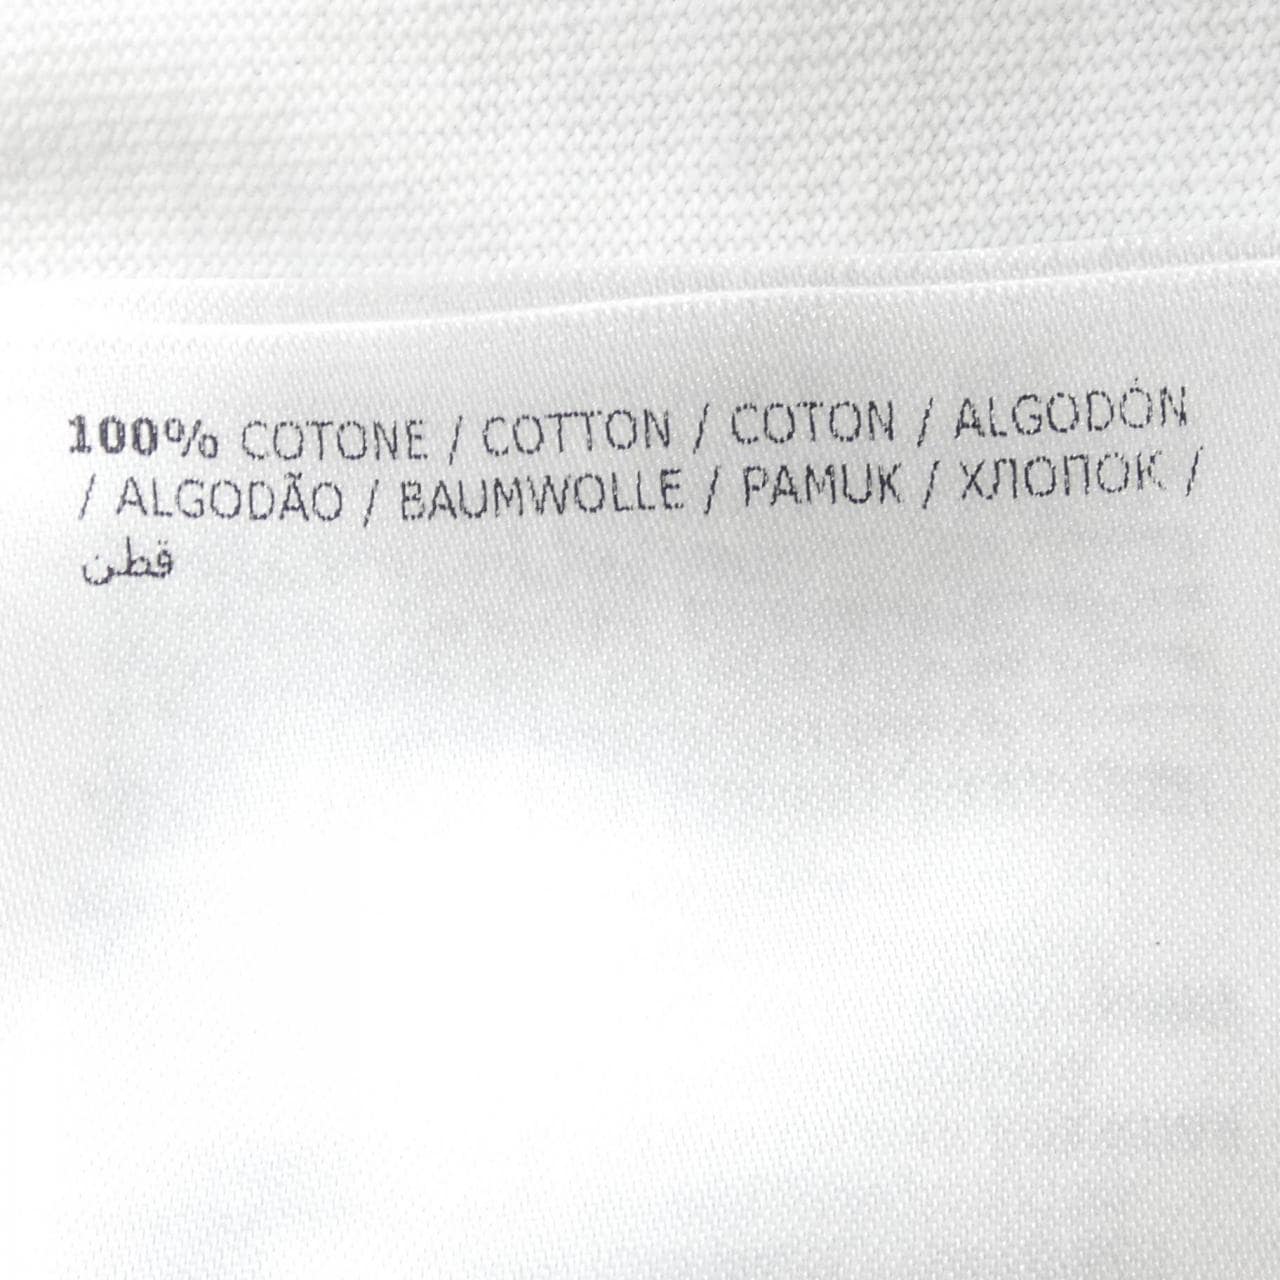 100% COTONE / COTTON / COTON / ALGODÓN
/ ALGODÃO / BAUMWOLLE / PAMUK / ХЛОПОК /
قطن